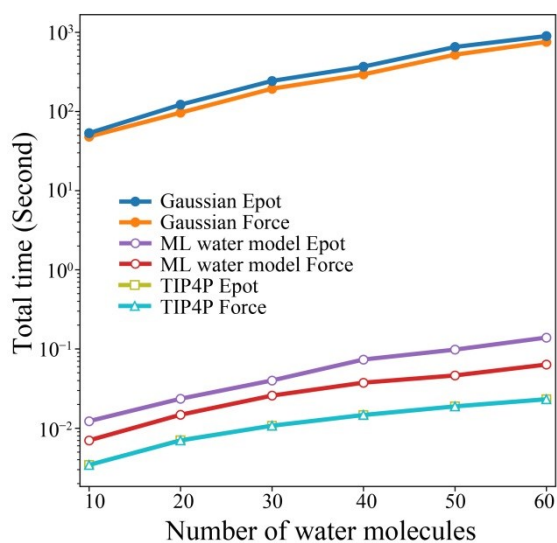 Total time (Second)
10³
10²
10¹
10⁰
10⁻¹
10⁻²
Gaussian Epot
Gaussian Force
ML water model Epot
ML water model Force
TIP4P Epot
TIP4P Force
10 20 30 40 50 60
Number of water molecules